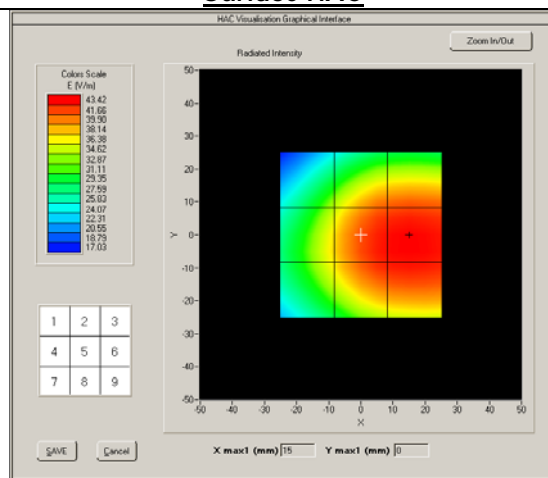 HAC Visualisation Graphical Interface
Zoom In/Out
Radiated Intensity
Colors Scale
E (V/m)
43.42
41.66
39.90
38.14
36.38
34.62
32.87
31.11
29.35
27.59
25.83
24.07
22.31
20.55
18.79
17.03
50
40
30
20
10
Y 0
-10
-20
-30
-40
-50
-50 -40 -30 -20 -10 0 10 20 30 40 50
X
1 2 3
4 5 6
7 8 9
SAVE Cancel X max1 (mm) 15 Y max1 (mm) 0